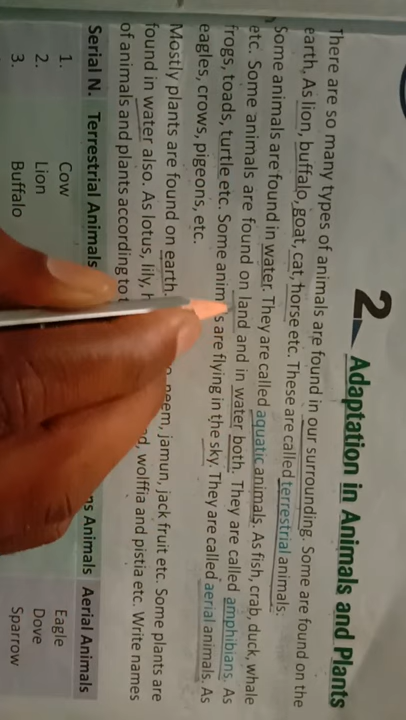 2 Adaptation in Animals and Plants
There are so many types of animals are found in our surrounding. Some are found on the
earth. As lion, buffalo, goat, cat, horse etc. These are called terrestrial animals.
Some animals are found in water. They are called aquatic animals. As fish, crab, duck, whale
etc. Some animals are found on land and in water both. They are called amphibians. As
frogs, toads, turtle etc. Some animals are flying in the sky. They are called aerial animals. As
eagles, crows, pigeons, etc.
Mostly plants are found on earth. neem, jamun, jack fruit etc. Some plants are
found in water also. As lotus, lily, wolffia and pistia etc. Write names
of animals and plants according to
Serial N. Terrestrial Animals Animals Aerial Animals
1. Cow Eagle
2. Lion Dove
3. Buffalo Sparrow